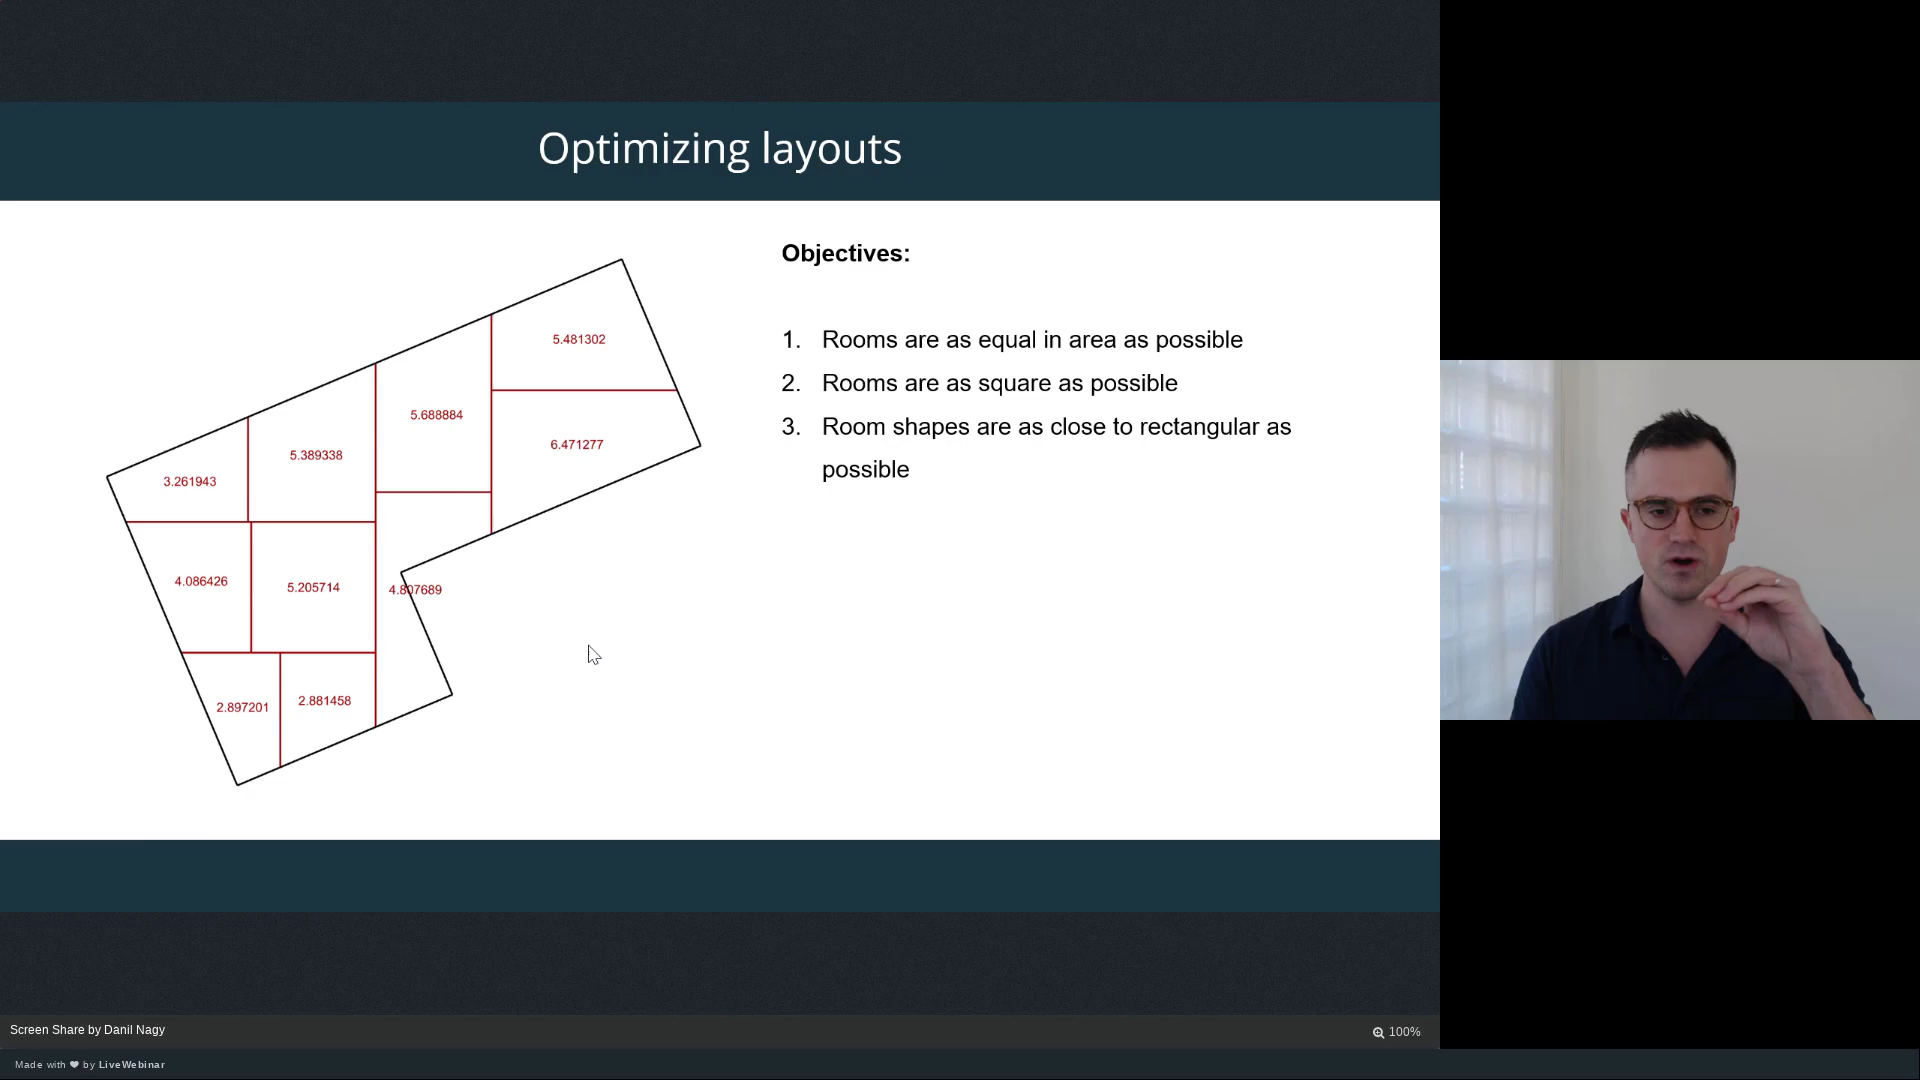 Optimizing layouts
Objectives:
1. Rooms are as equal in area as possible
2. Rooms are as square as possible
3. Room shapes are as close to rectangular as
possible
5.481302
5.688884
6.471277
5.389338
3.261943
4.086426
5.205714
4.807689
2.897201
2.881458
Screen Share by Danil Nagy
100%
Made with ❤ by LiveWebinar